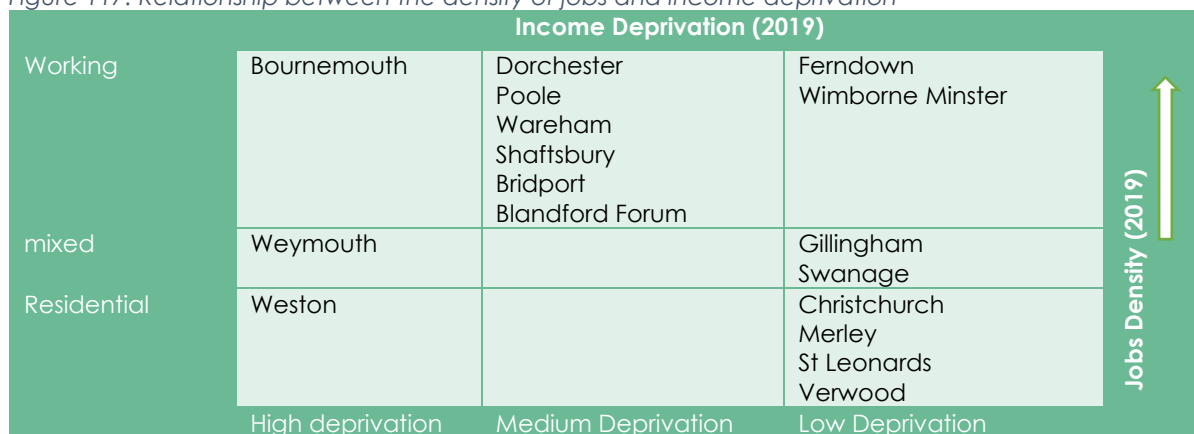 Figure 117: Relationship between the density of jobs and income deprivation
Income Deprivation (2019)
Working
Bournemouth
Dorchester
Poole
Wareham
Shaftsbury
Bridport
Blandford Forum
Ferndown
Wimborne Minster
mixed
Weymouth
Gillingham
Swanage
Residential
Weston
Christchurch
Merley
St Leonards
Verwood
High deprivation
Medium Deprivation
Low Deprivation
Jobs Density (2019)